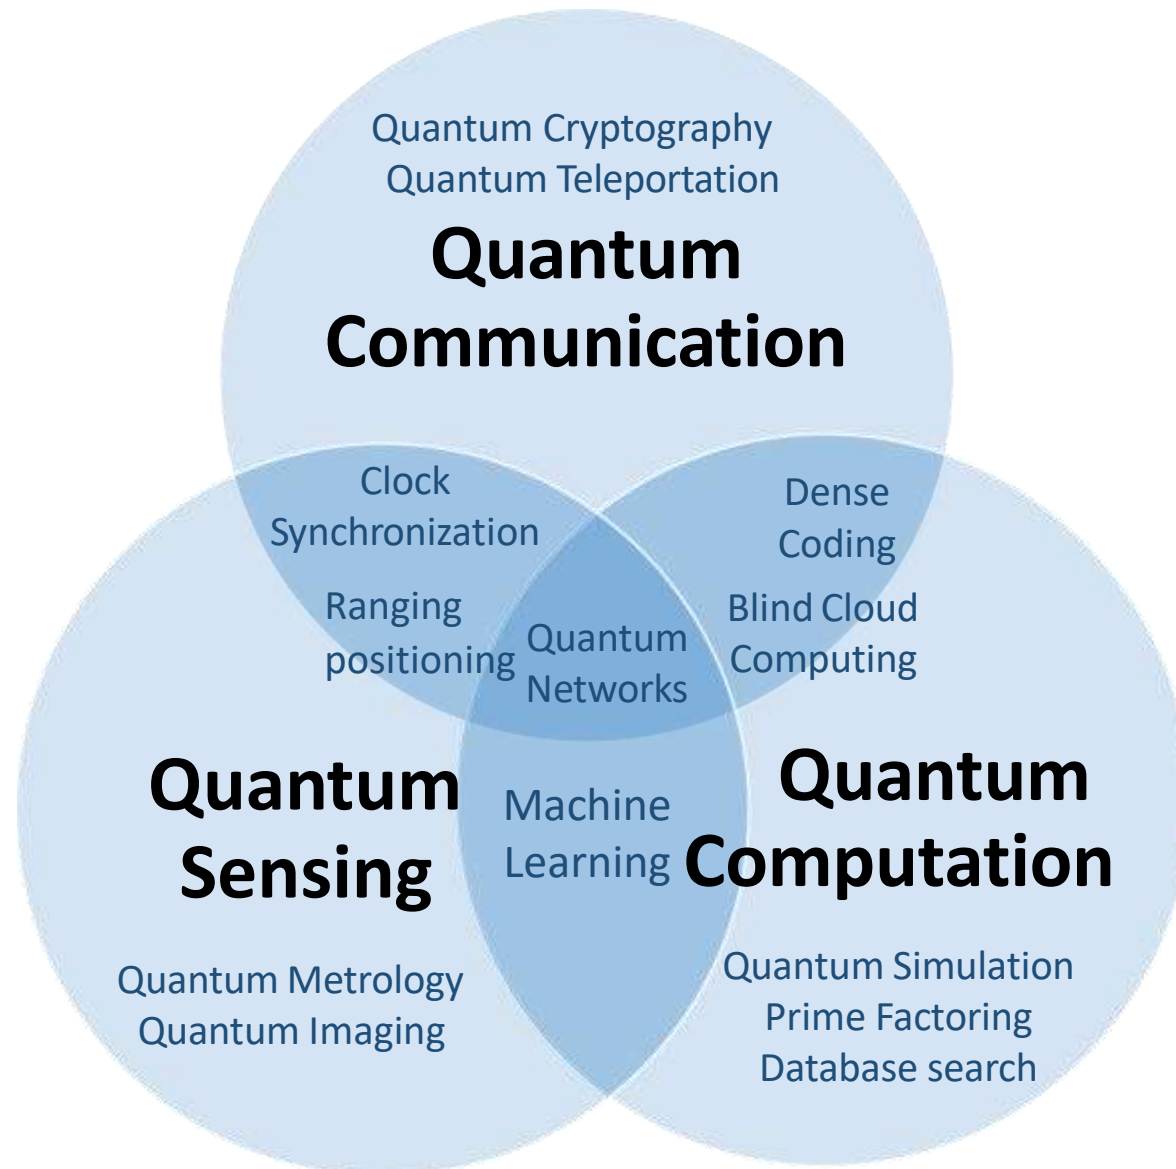 Quantum Cryptography
Quantum Teleportation
Quantum
Communication
Clock
Synchronization
Ranging
positioning
Dense
Coding
Blind Cloud
Computing
Quantum
Networks
Quantum
Sensing
Machine
Learning
Quantum
Computation
Quantum Metrology
Quantum Imaging
Quantum Simulation
Prime Factoring
Database search